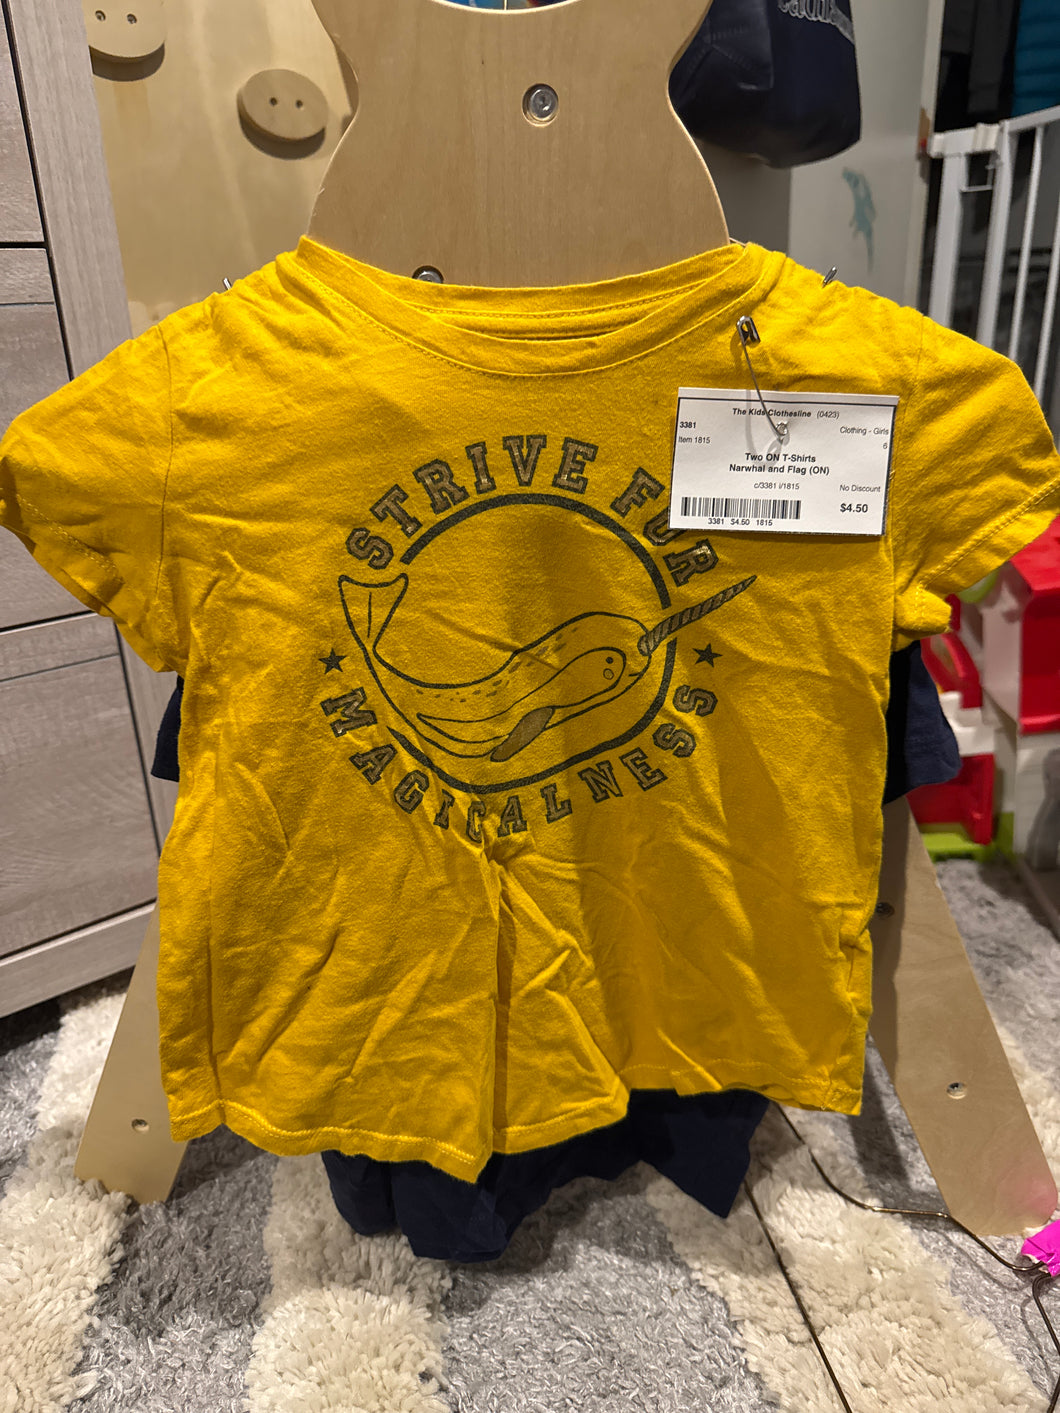 The Kids Clothesline (0423)
3381
Clothing - Girls
Item 1815
6
Two ON T-Shirts
Narwhal and Flag (ON)
c/3381 i/1815
No Discount
$4.50
3381 $4.50 1815
STRIVE FOR
MAGICALNESS